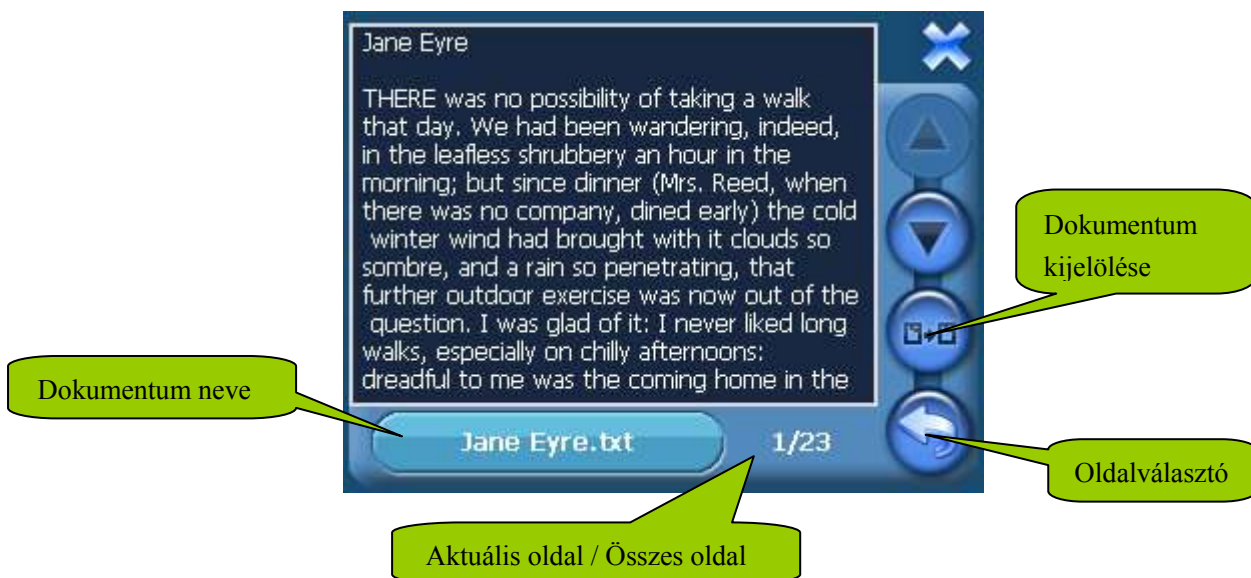 Jane Eyre
THERE was no possibility of taking a walk
that day. We had been wandering, indeed,
in the leafless shrubbery an hour in the
morning; but since dinner (Mrs. Reed, when
there was no company, dined early) the cold
winter wind had brought with it clouds so
sombre, and a rain so penetrating, that
further outdoor exercise was now out of the
question. I was glad of it: I never liked long
walks, especially on chilly afternoons:
dreadful to me was the coming home in the
Jane Eyre.txt
1/23
Dokumentum
kijelölése
Dokumentum neve
Oldalválasztó
Aktuális oldal / Összes oldal